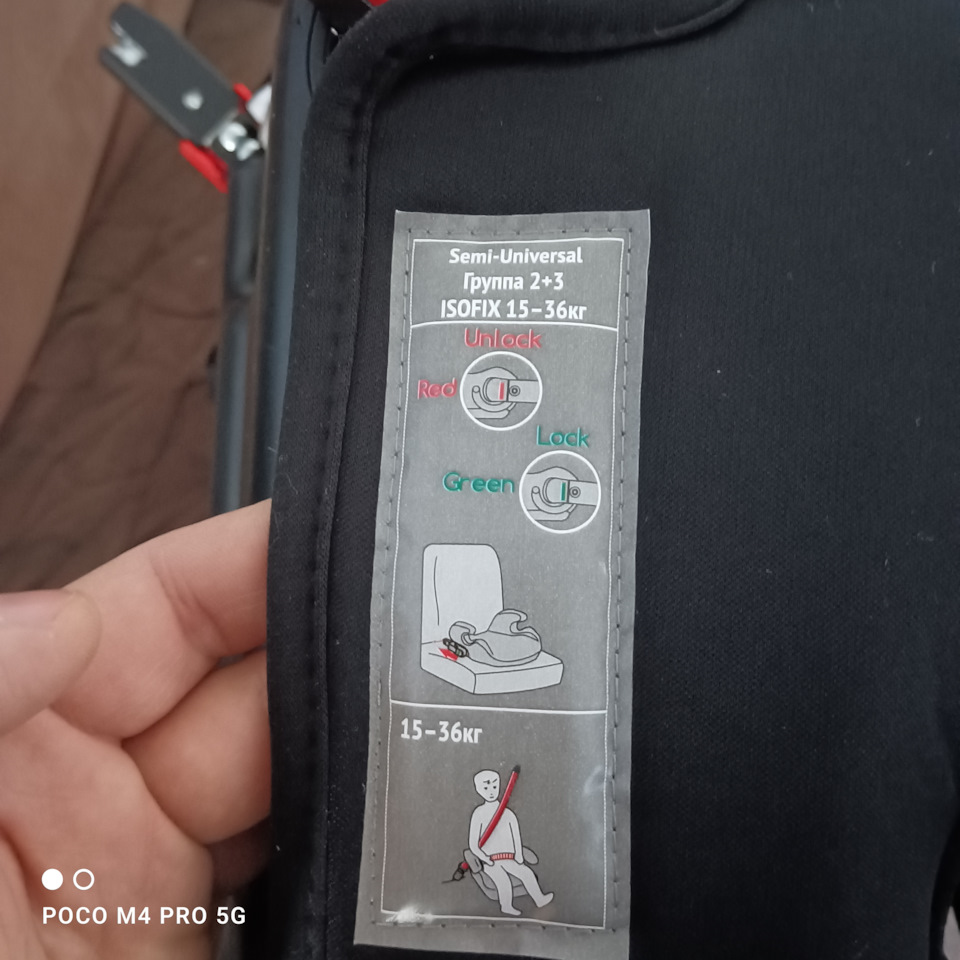 Semi-Universal
Группа 2+3
ISOFIX 15-36кг
Unlock
Red
Lock
Green
15-36кг
POCO M4 PRO 5G